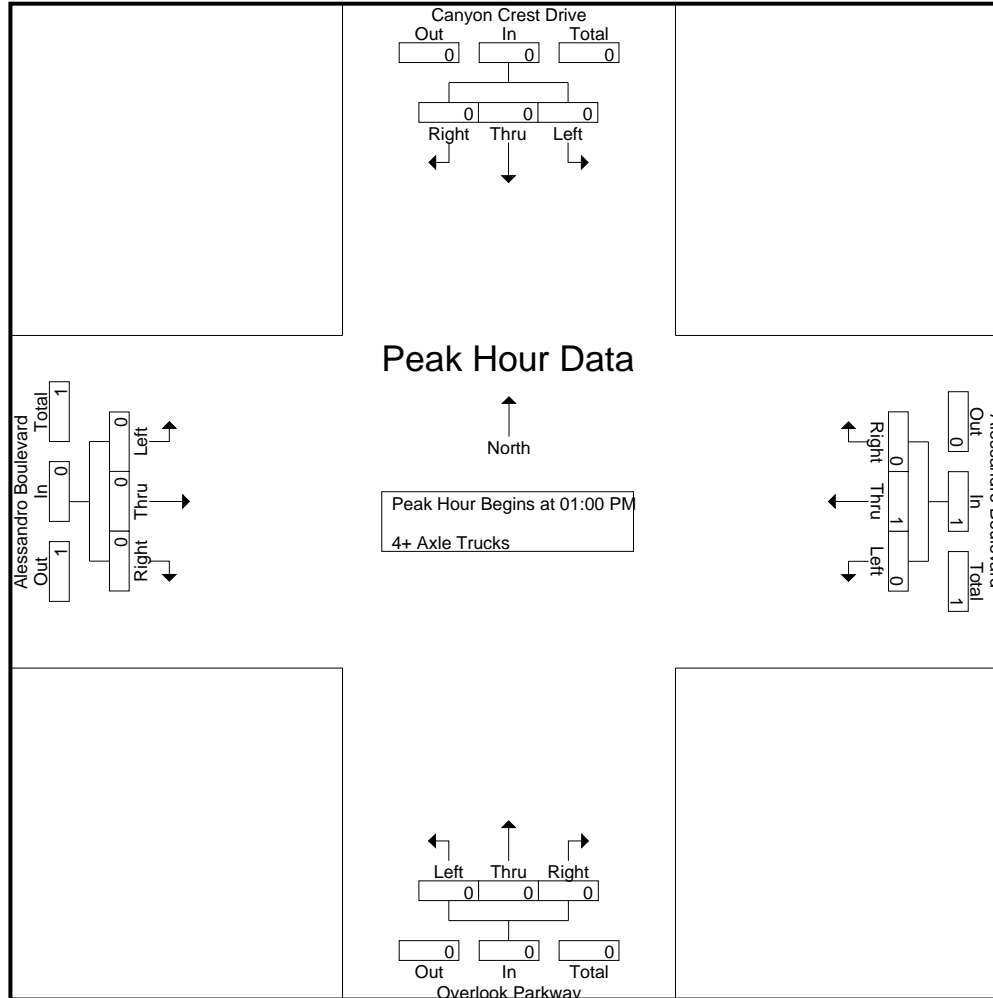 Canyon Crest Drive
Out In Total
0 0 0
0 0 0
Right Thru Left
Peak Hour Data
North
Peak Hour Begins at 01:00 PM
4+ Axle Trucks
Alessandro Boulevard
Total In Out
1 0 1
0 0 0
Left Thru Right
Right Thru Left
0 1 0
0 1 1
Out In Total
Left Thru Right
0 0 0
0 0 0
Out In Total
Overlook Parkway